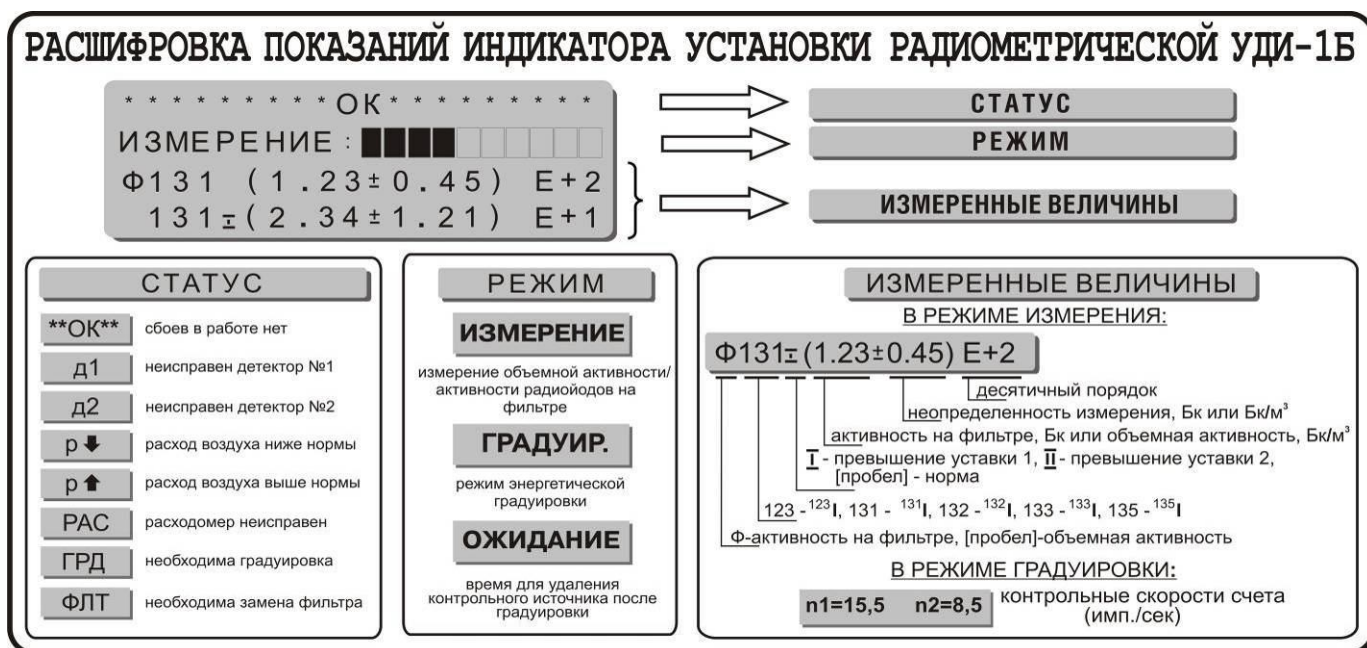 РАСШИФРОВКА ПОКАЗАНИЙ ИНДИКАТОРА УСТАНОВКИ РАДИОМЕТРИЧЕСКОЙ УДИ-1Б
* * * * * * * * * ОК * * * * * * * * *
ИЗМЕРЕНИЕ :
Ф131 (1.23±0.45) Е+2
131 I (2.34±1.21) Е+1
СТАТУС
РЕЖИМ
ИЗМЕРЕННЫЕ ВЕЛИЧИНЫ
СТАТУС
**ОК** сбоев в работе нет
д1 неисправен детектор №1
д2 неисправен детектор №2
р🡇 расход воздуха ниже нормы
р🡅 расход воздуха выше нормы
РАС расходомер неисправен
ГРД необходима градуировка
ФЛТ необходима замена фильтра
РЕЖИМ
ИЗМЕРЕНИЕ
измерение объемной активности/
активности радиойодов на
фильтре
ГРАДУИР.
режим энергетической
градуировки
ОЖИДАНИЕ
время для удаления
контрольного источника после
градуировки
ИЗМЕРЕННЫЕ ВЕЛИЧИНЫ
В РЕЖИМЕ ИЗМЕРЕНИЯ:
Ф131 I (1.23±0.45) Е+2
десятичный порядок
неопределенность измерения, Бк или Бк/м³
активность на фильтре, Бк или объемная активность, Бк/м³
I - превышение уставки 1, II - превышение уставки 2,
[пробел] - норма
123 - ¹²³I, 131 - ¹³¹I, 132 - ¹³²I, 133 - ¹³³I, 135 - ¹³⁵I
Ф-активность на фильтре, [пробел]-объемная активность
В РЕЖИМЕ ГРАДУИРОВКИ:
n1=15,5 n2=8,5 контрольные скорости счета
(имп./сек)